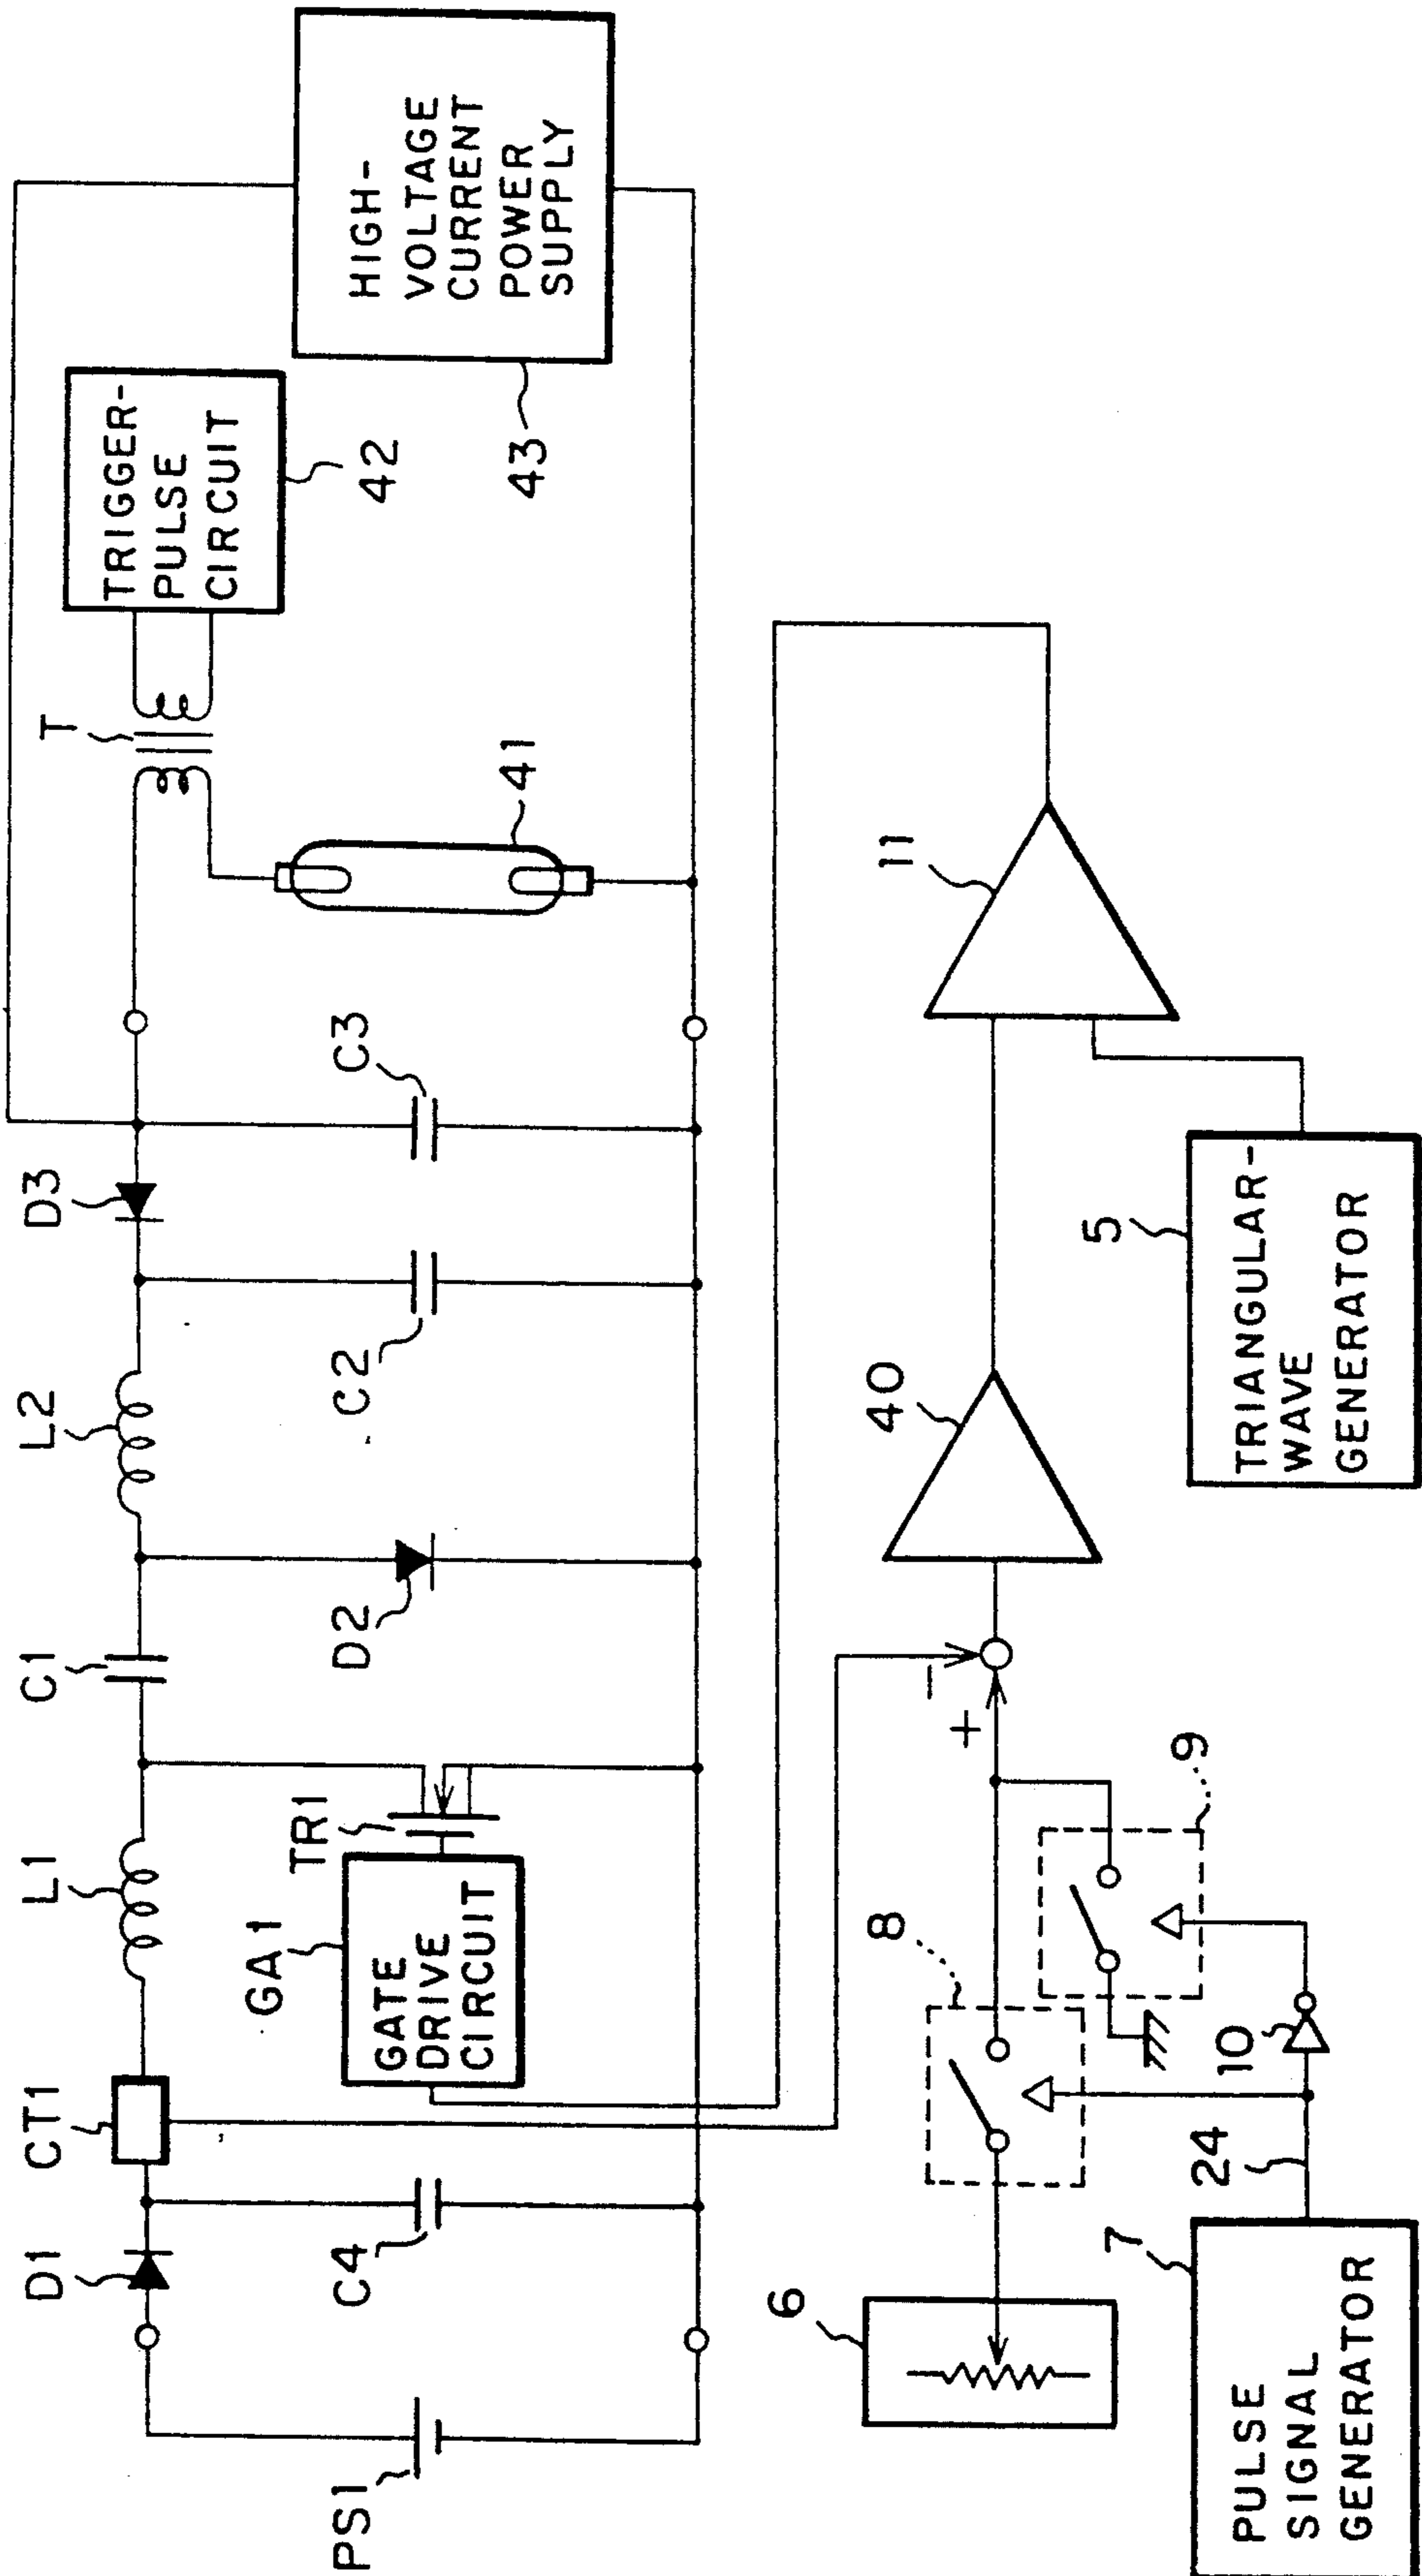 T
TRIGGER-
PULSE
CIRCUIT
42
HIGH-
VOLTAGE
CURRENT
POWER
SUPPLY
43
41
D1
CT1
L1
C1
L2
D3
PS1
C4
GA1
GATE
DRIVE
CIRCUIT
TR1
D2
C2
C3
6
8
9
−
+
40
11
7
PULSE
SIGNAL
GENERATOR
24
10
5
TRIANGULAR-
WAVE
GENERATOR